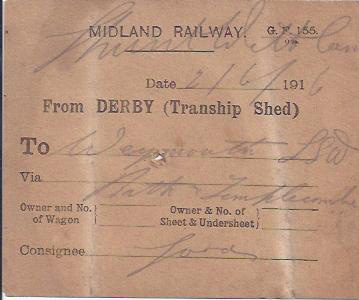 MIDLAND RAILWAY. G. F. 155.
Date 2/6/1916
From DERBY (Tranship Shed)
To Weymouth LSW
Via Bath Templecombe
Owner and No. of Wagon } Owner & No. of Sheet & Undersheet }
Consignee